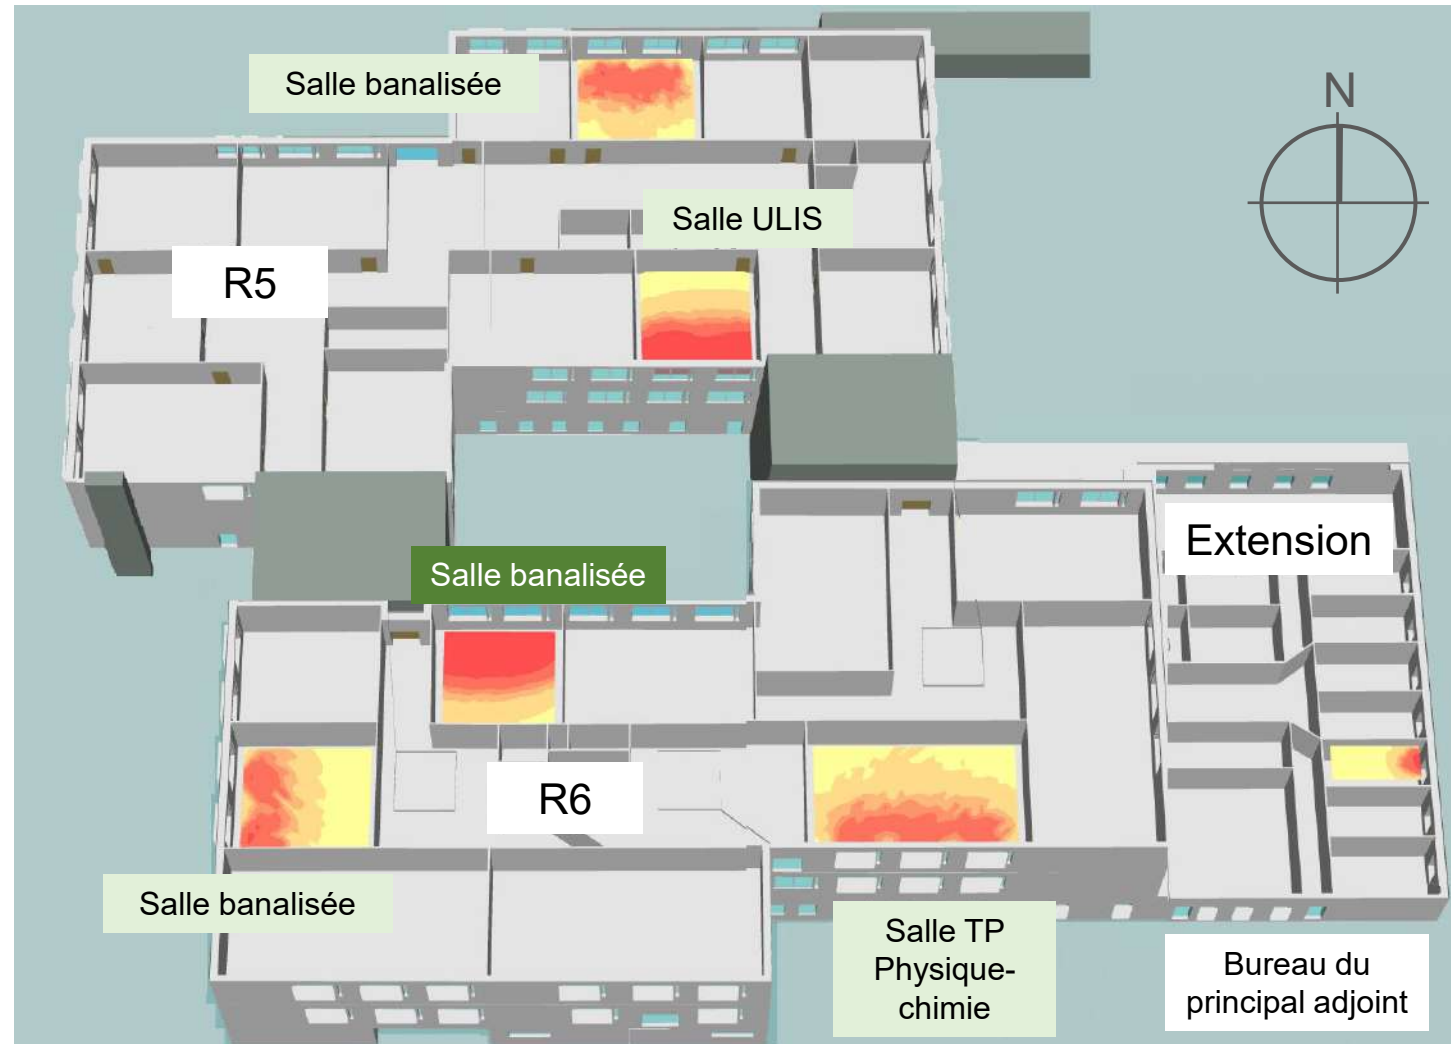 Salle banalisée
N
Salle ULIS
R5
Extension
Salle banalisée
R6
Salle banalisée
Salle TP
Physique-
chimie
Bureau du
principal adjoint